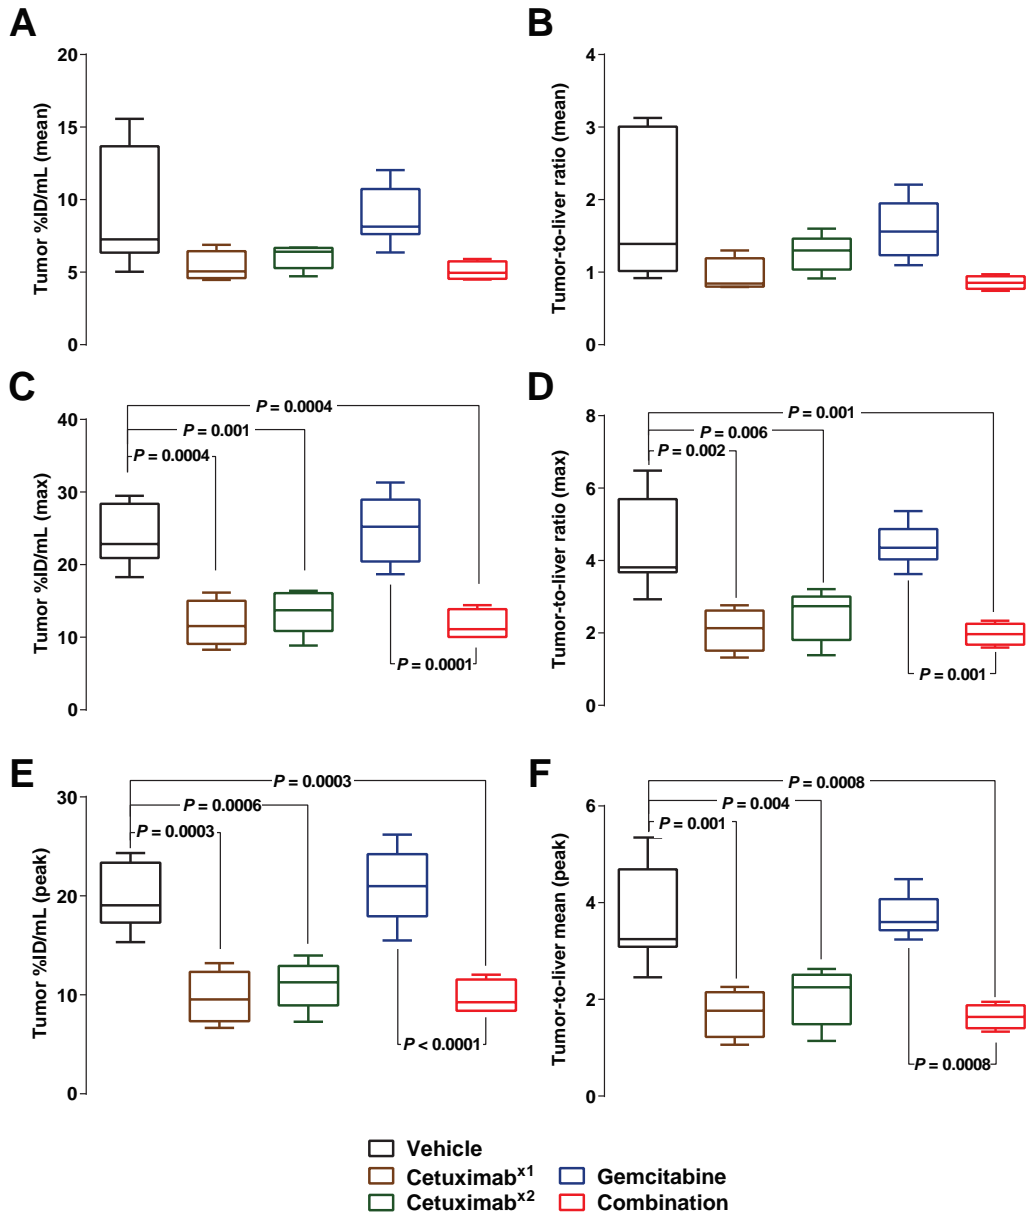 A
Tumor %ID/mL (mean)
20
15
10
5
0
B
Tumor-to-liver ratio (mean)
4
3
2
1
0
C
Tumor %ID/mL (max)
40
30
20
10
0
P = 0.0004
P = 0.001
P = 0.0004
P = 0.0001
D
Tumor-to-liver ratio (max)
8
6
4
2
0
P = 0.001
P = 0.006
P = 0.002
P = 0.001
E
Tumor %ID/mL (peak)
30
20
10
0
P = 0.0003
P = 0.0006
P = 0.0003
P < 0.0001
F
Tumor-to-liver mean (peak)
6
4
2
0
P = 0.0008
P = 0.004
P = 0.001
P = 0.0008
Vehicle
Cetuximab^x1
Cetuximab^x2
Gemcitabine
Combination